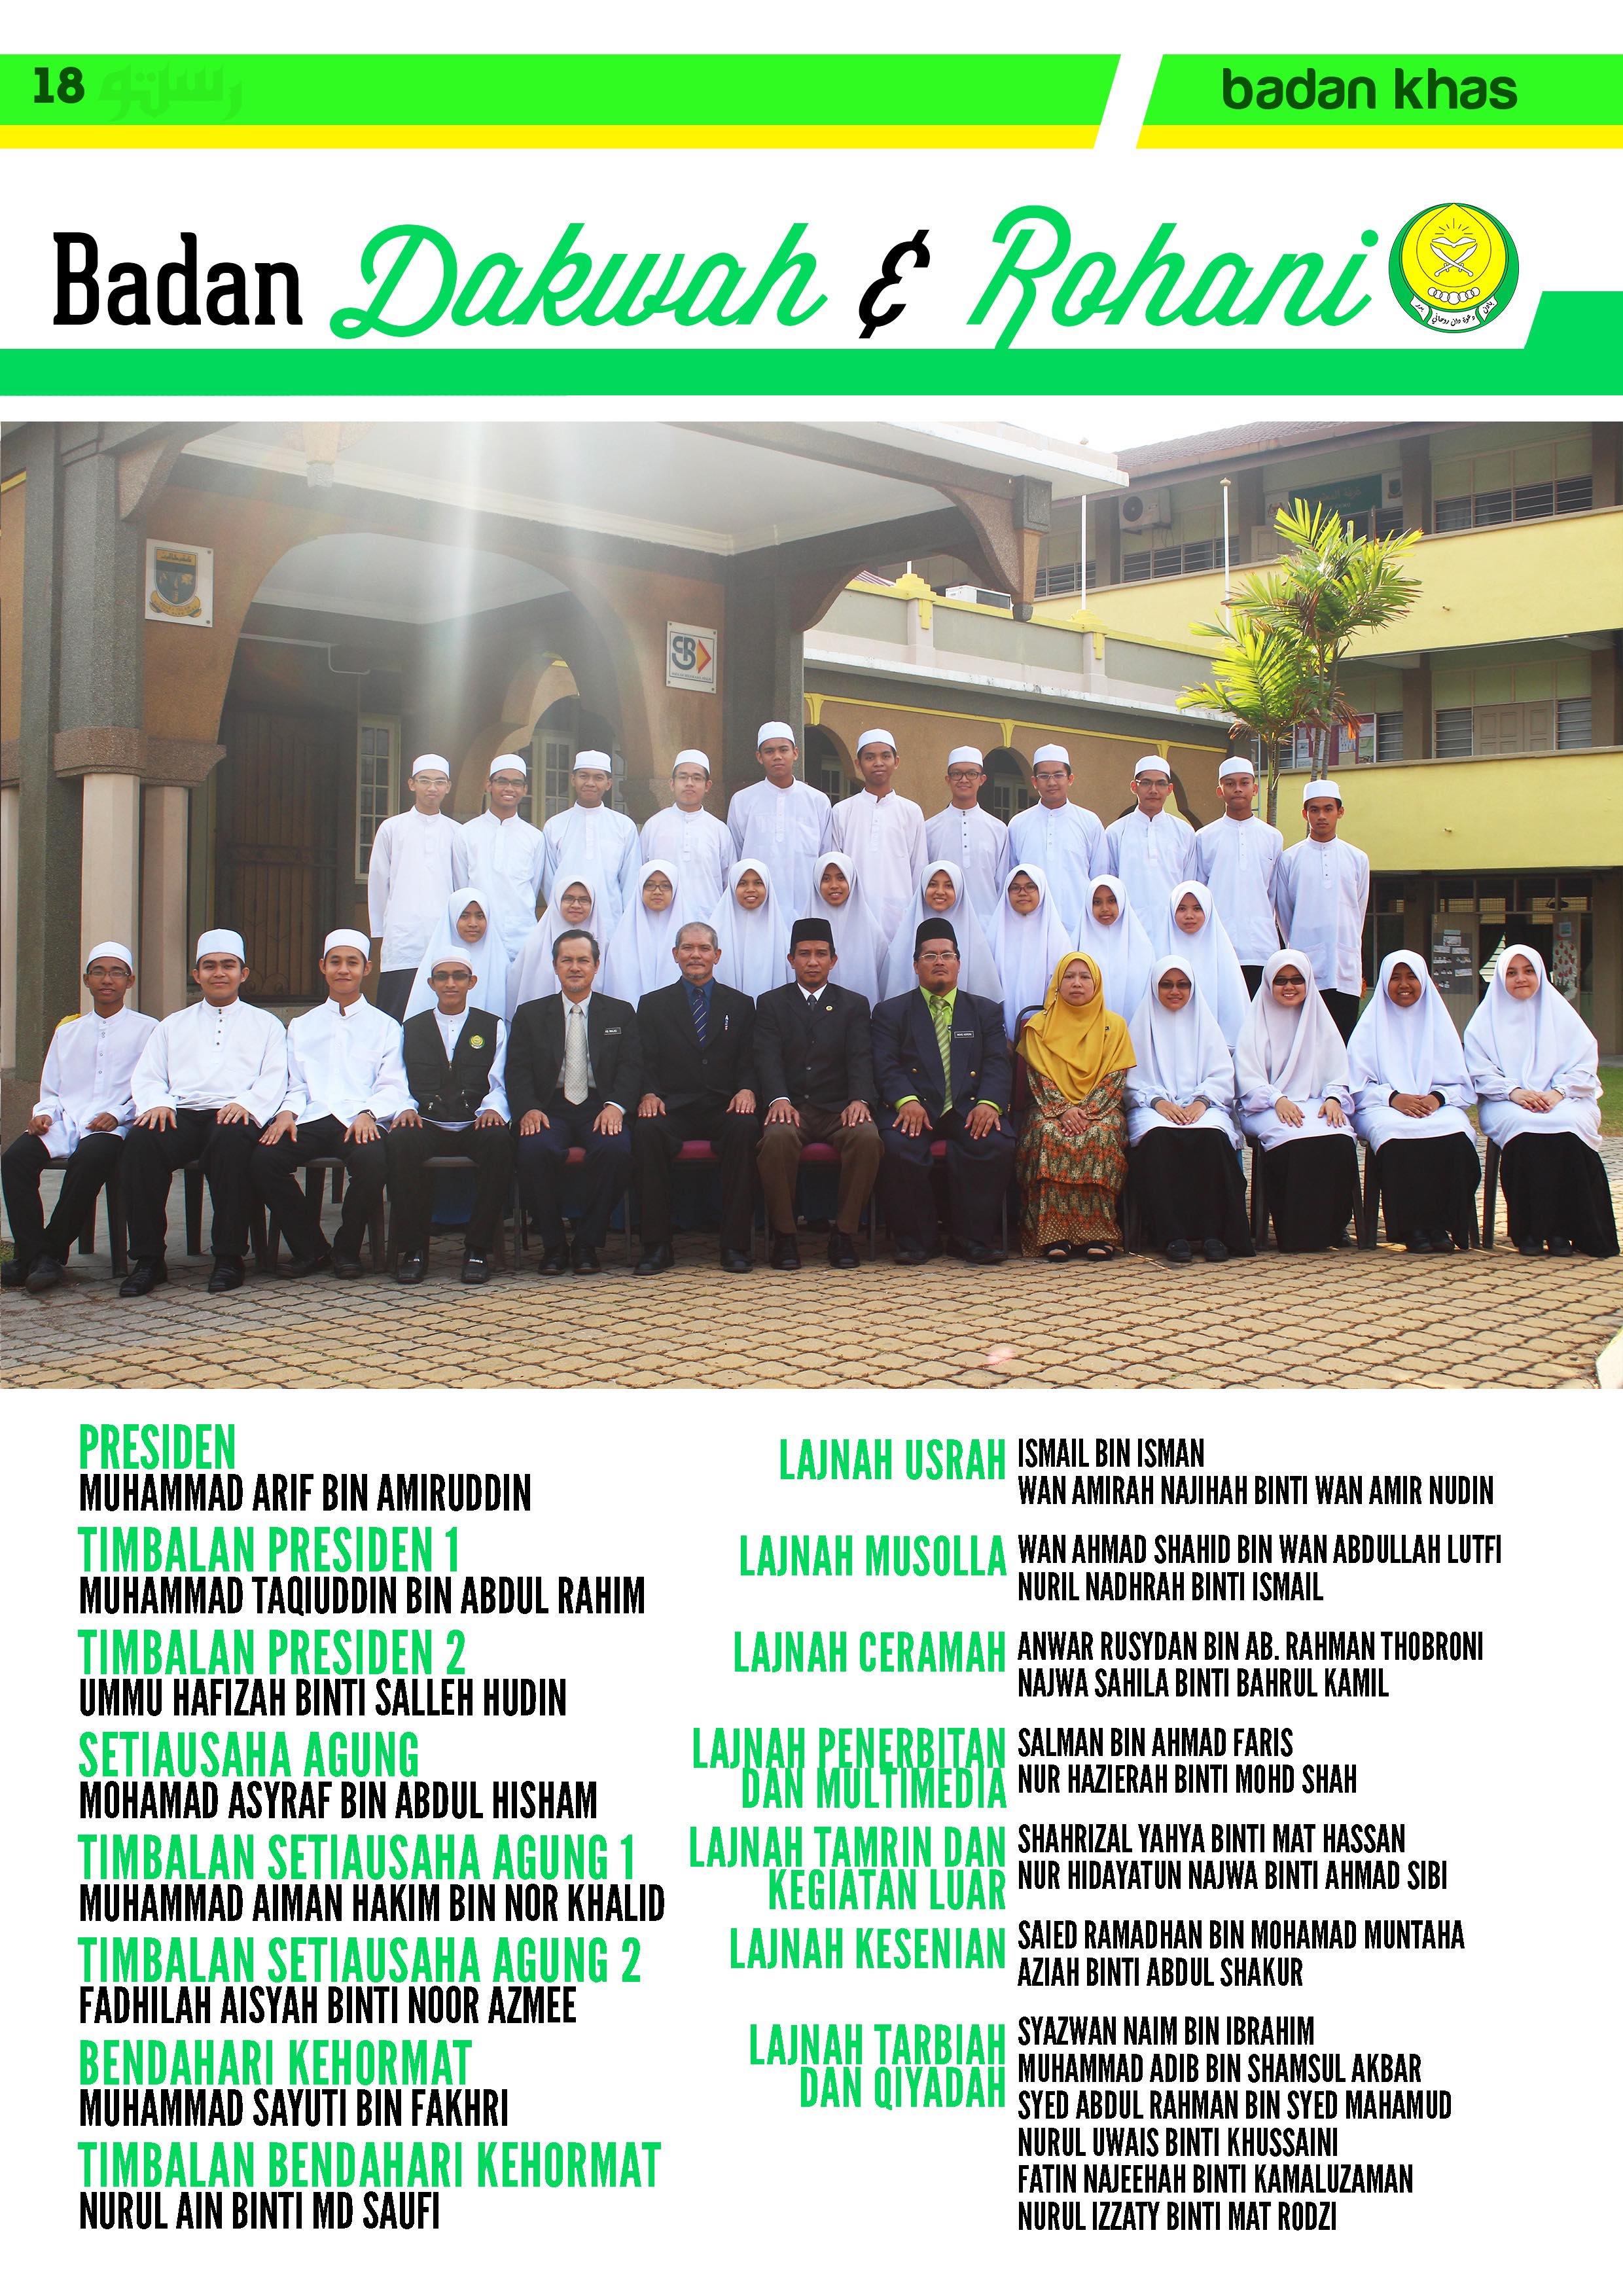 18 رستو
badan khas
Badan Dakwah & Rohani
PRESIDEN
MUHAMMAD ARIF BIN AMIRUDDIN
TIMBALAN PRESIDEN 1
MUHAMMAD TAQIUDDIN BIN ABDUL RAHIM
TIMBALAN PRESIDEN 2
UMMU HAFIZAH BINTI SALLEH HUDIN
SETIAUSAHA AGUNG
MOHAMAD ASYRAF BIN ABDUL HISHAM
TIMBALAN SETIAUSAHA AGUNG 1
MUHAMMAD AIMAN HAKIM BIN NOR KHALID
TIMBALAN SETIAUSAHA AGUNG 2
FADHILAH AISYAH BINTI NOOR AZMEE
BENDAHARI KEHORMAT
MUHAMMAD SAYUTI BIN FAKHRI
TIMBALAN BENDAHARI KEHORMAT
NURUL AIN BINTI MD SAUFI
LAJNAH USRAH
ISMAIL BIN ISMAN
WAN AMIRAH NAJIHAH BINTI WAN AMIR NUDIN
LAJNAH MUSOLLA
WAN AHMAD SHAHID BIN WAN ABDULLAH LUTFI
NURIL NADHRAH BINTI ISMAIL
LAJNAH CERAMAH
ANWAR RUSYDAN BIN AB. RAHMAN THOBRONI
NAJWA SAHILA BINTI BAHRUL KAMIL
LAJNAH PENERBITAN
DAN MULTIMEDIA
SALMAN BIN AHMAD FARIS
NUR HAZIERAH BINTI MOHD SHAH
LAJNAH TAMRIN DAN
KEGIATAN LUAR
SHAHRIZAL YAHYA BINTI MAT HASSAN
NUR HIDAYATUN NAJWA BINTI AHMAD SIBI
LAJNAH KESENIAN
SAIED RAMADHAN BIN MOHAMAD MUNTAHA
AZIAH BINTI ABDUL SHAKUR
LAJNAH TARBIAH
DAN QIYADAH
SYAZWAN NAIM BIN IBRAHIM
MUHAMMAD ADIB BIN SHAMSUL AKBAR
SYED ABDUL RAHMAN BIN SYED MAHAMUD
NURUL UWAIS BINTI KHUSSAINI
FATIN NAJEEHAH BINTI KAMALUZAMAN
NURUL IZZATY BINTI MAT RODZI